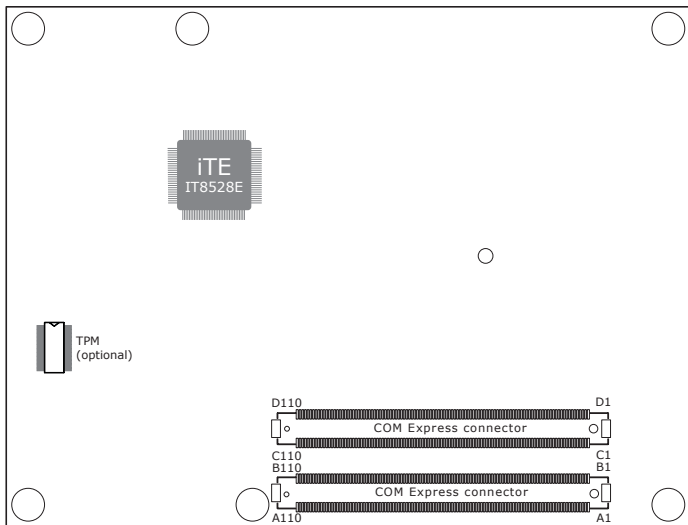 iTE
IT8528E
TPM
(optional)
D110
D1
COM Express connector
C110
C1
B110
B1
COM Express connector
A110
A1